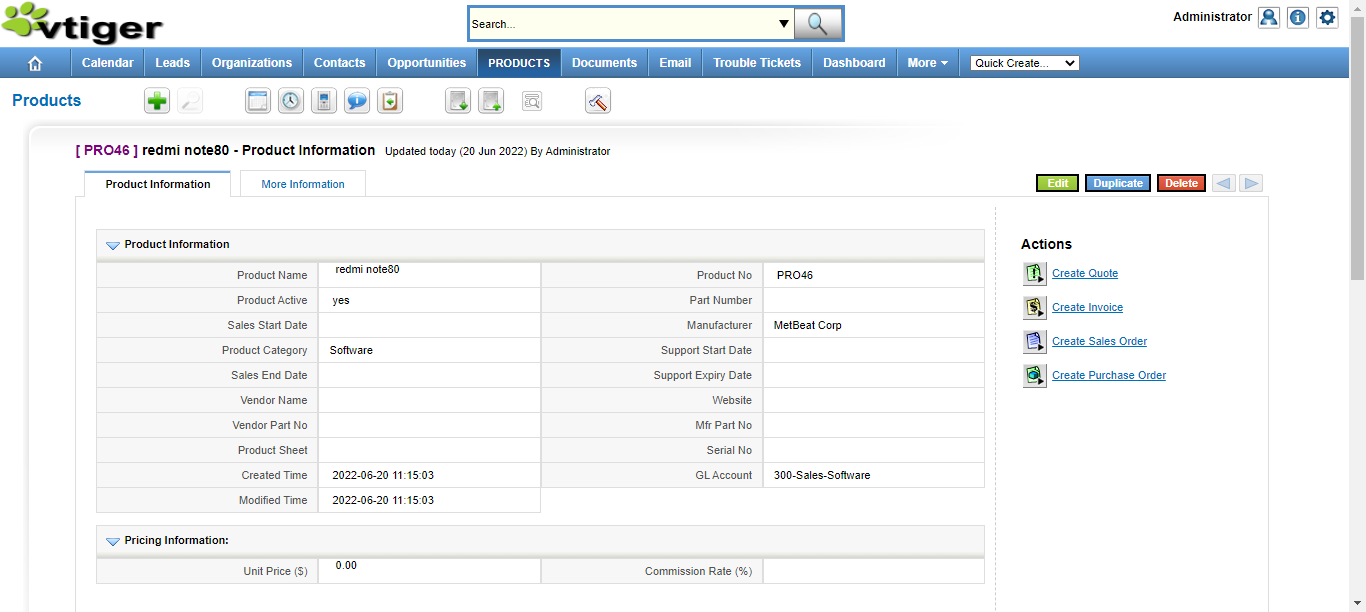 vtiger
Search...
Administrator
Calendar Leads Organizations Contacts Opportunities PRODUCTS Documents Email Trouble Tickets Dashboard More Quick Create...
Products
[ PRO46 ] redmi note80 - Product Information Updated today (20 Jun 2022) By Administrator
Product Information More Information Edit Duplicate Delete
Product Information
Product Name redmi note80 Product No PRO46
Product Active yes Part Number
Sales Start Date Manufacturer MetBeat Corp
Product Category Software Support Start Date
Sales End Date Support Expiry Date
Vendor Name Website
Vendor Part No Mfr Part No
Product Sheet Serial No
Created Time 2022-06-20 11:15:03 GL Account 300-Sales-Software
Modified Time 2022-06-20 11:15:03
Pricing Information:
Unit Price ($) 0.00 Commission Rate (%)
Actions
Create Quote
Create Invoice
Create Sales Order
Create Purchase Order